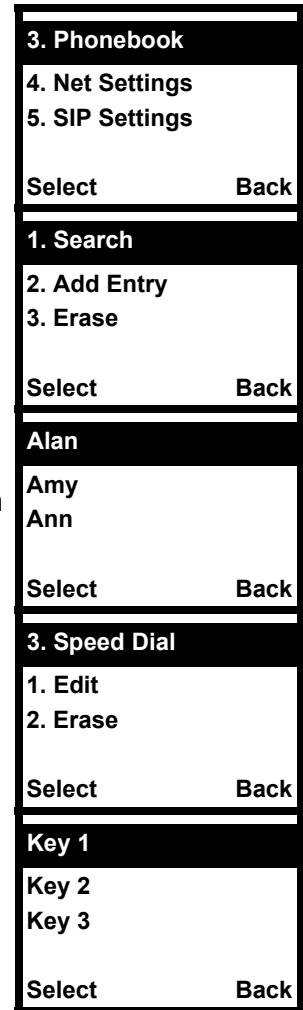 3. Phonebook
4. Net Settings
5. SIP Settings
Select Back
1. Search
2. Add Entry
3. Erase
Select Back
Alan
Amy
Ann
Select Back
3. Speed Dial
1. Edit
2. Erase
Select Back
Key 1
Key 2
Key 3
Select Back